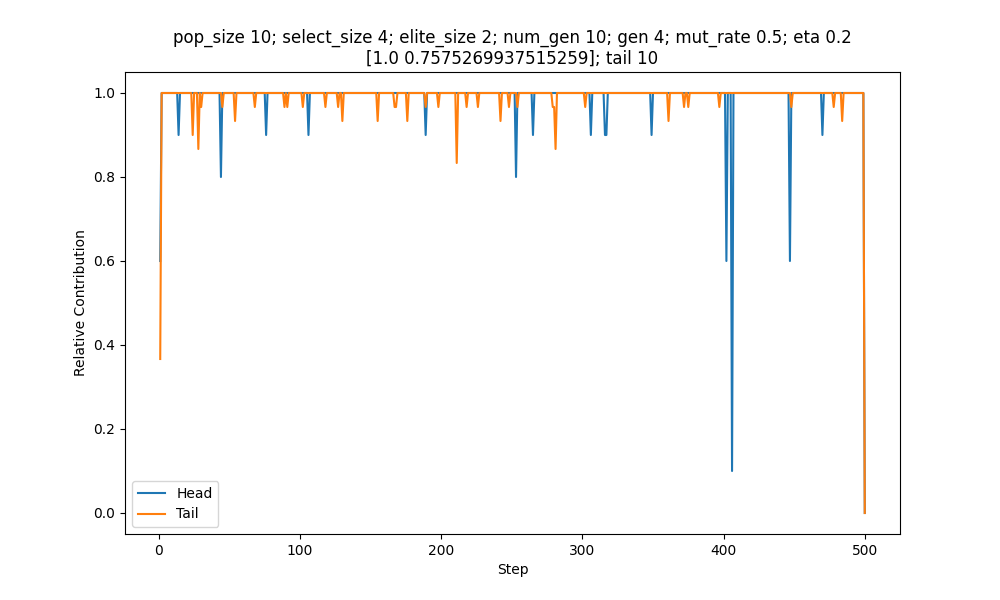 pop_size 10; select_size 4; elite_size 2; num_gen 10; gen 4; mut_rate 0.5; eta 0.2
[1.0 0.7575269937515259]; tail 10
1.0
0.8
0.6
0.4
0.2
0.0
Relative Contribution
Head
Tail
0
100
200
300
400
500
Step